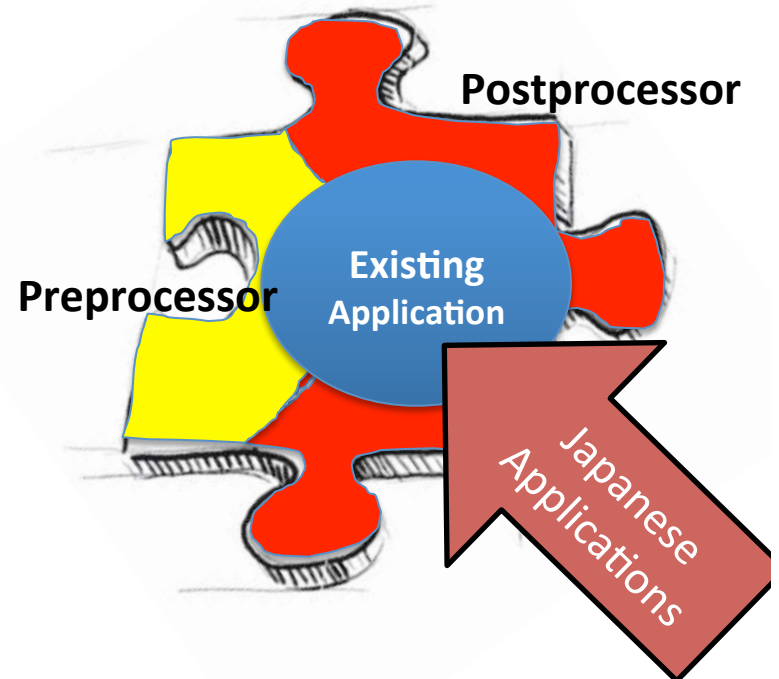 Postprocessor
Existing
Application
Preprocessor
Japanese
Applications